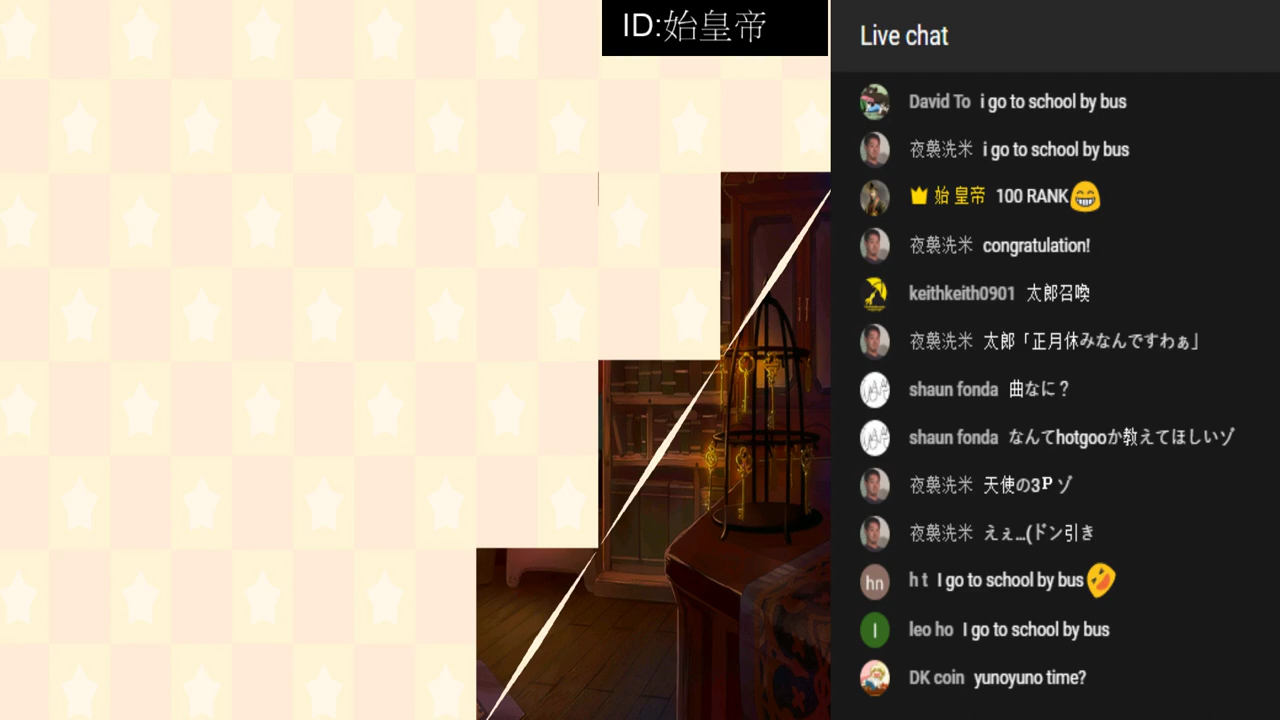 ID:始皇帝
Live chat
David To i go to school by bus
夜襲洗米 i go to school by bus
始皇帝 100 RANK😁
夜襲洗米 congratulation!
keithkeith0901 太郎召喚
夜襲洗米 太郎「正月休みなんですわぁ」
shaun fonda 曲なに？
shaun fonda なんてhotgooか教えてほしいゾ
夜襲洗米 天使の3P ゾ
夜襲洗米 えぇ...(ドン引き
hn
h t I go to school by bus🤣
l
leo ho I go to school by bus
DK coin yunoyuno time?